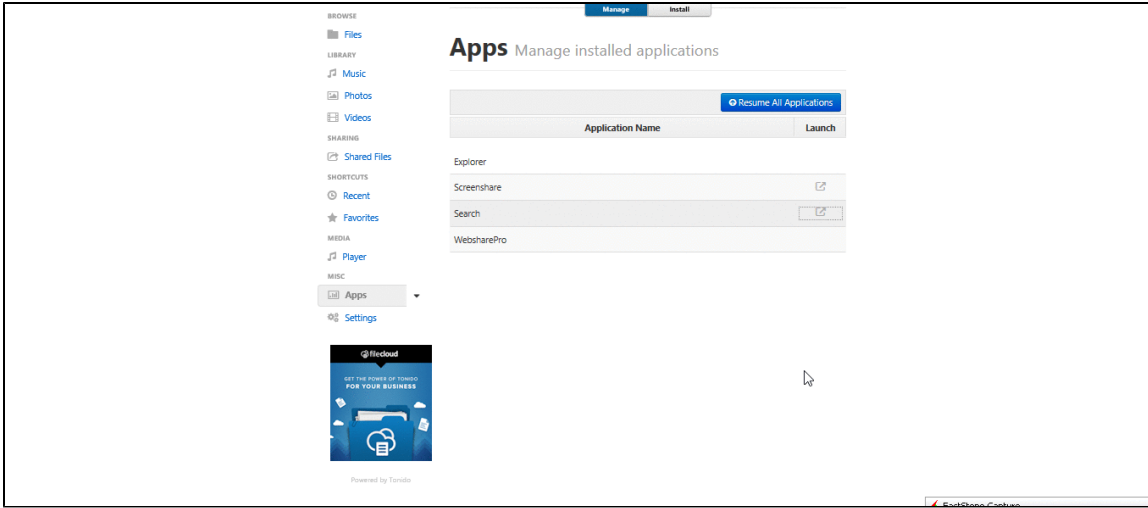 Manage Install
BROWSE
Files
LIBRARY
Music
Photos
Videos
SHARING
Shared Files
SHORTCUTS
Recent
Favorites
MEDIA
Player
MISC
Apps
Settings
filecloud
GET THE POWER OF TONIDO
FOR YOUR BUSINESS
Powered by Tonido
Apps Manage installed applications
Resume All Applications
Application Name Launch
Explorer
Screenshare
Search
WebsharePro
FastStone Capture